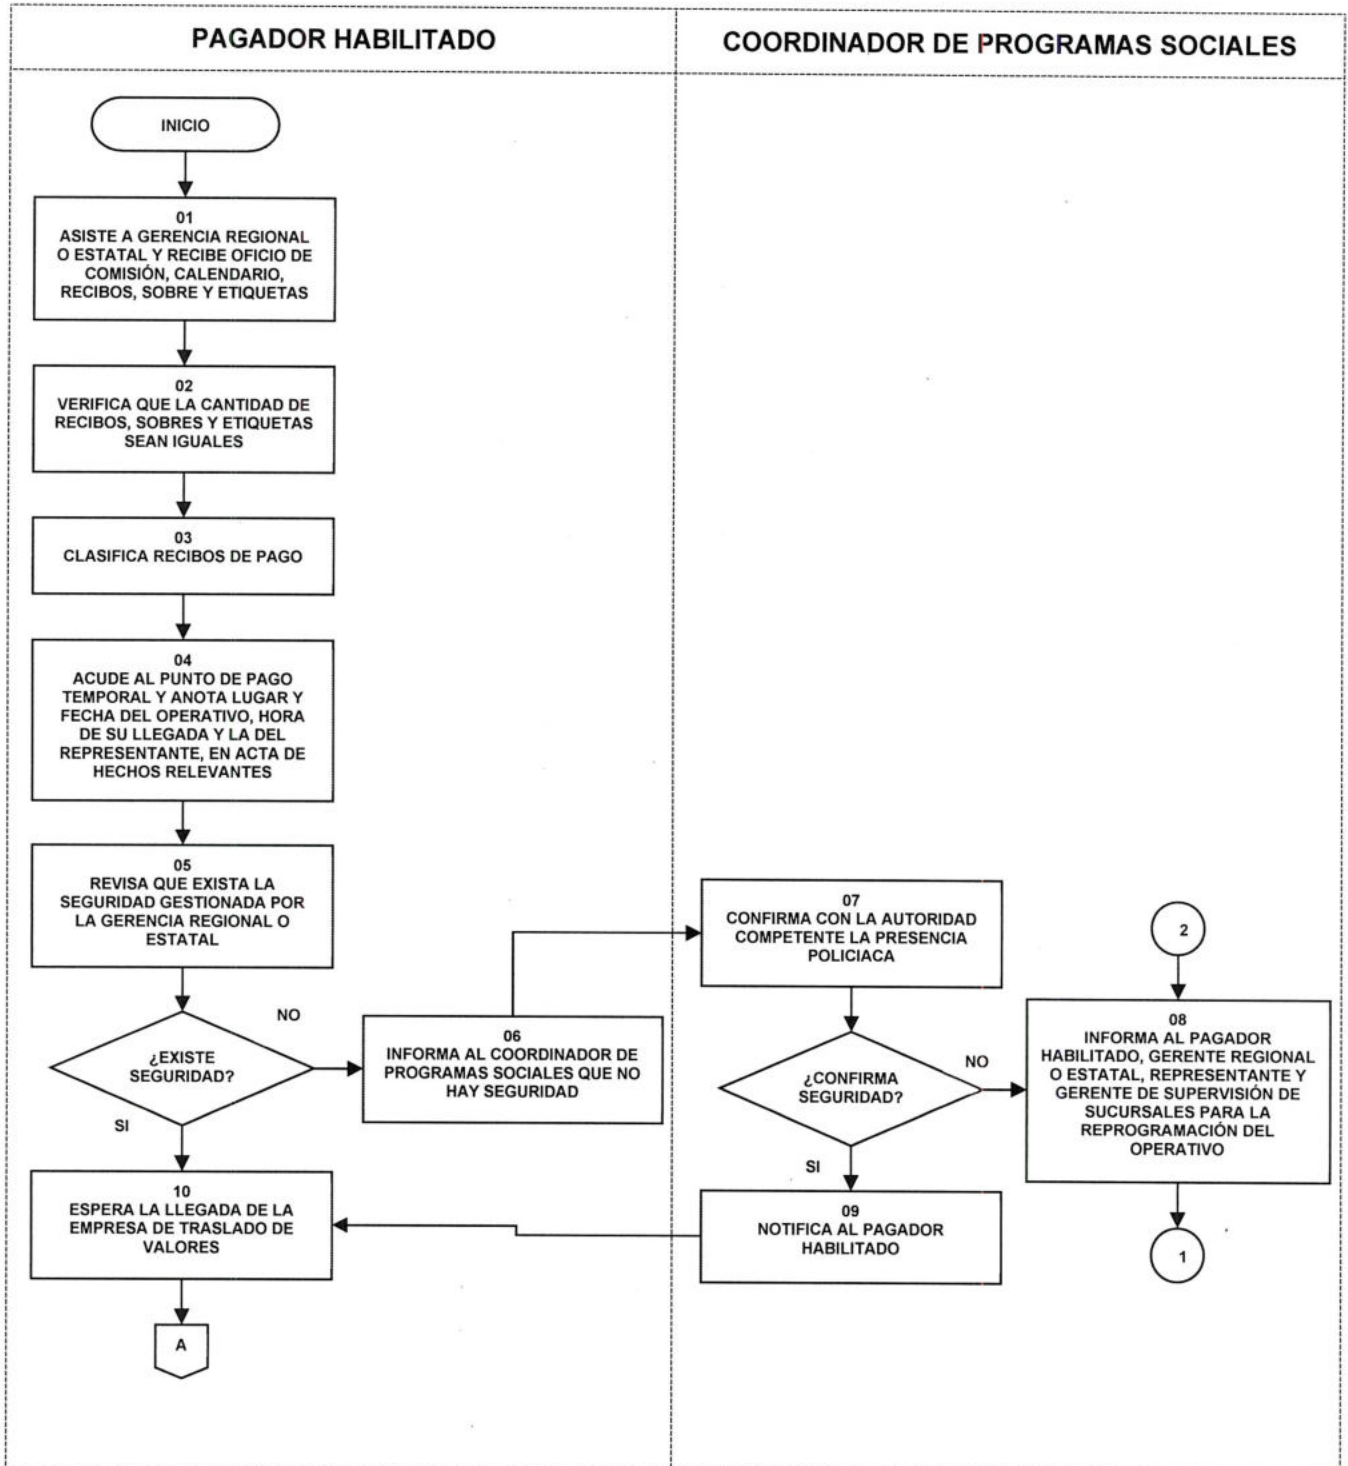 PAGADOR HABILITADO
COORDINADOR DE PROGRAMAS SOCIALES
INICIO
01
ASISTE A GERENCIA REGIONAL
O ESTATAL Y RECIBE OFICIO DE
COMISIÓN, CALENDARIO,
RECIBOS, SOBRE Y ETIQUETAS
02
VERIFICA QUE LA CANTIDAD DE
RECIBOS, SOBRES Y ETIQUETAS
SEAN IGUALES
03
CLASIFICA RECIBOS DE PAGO
04
ACUDE AL PUNTO DE PAGO
TEMPORAL Y ANOTA LUGAR Y
FECHA DEL OPERATIVO, HORA
DE SU LLEGADA Y LA DEL
REPRESENTANTE, EN ACTA DE
HECHOS RELEVANTES
05
REVISA QUE EXISTA LA
SEGURIDAD GESTIONADA POR
LA GERENCIA REGIONAL O
ESTATAL
¿EXISTE
SEGURIDAD?
NO
SI
06
INFORMA AL COORDINADOR DE
PROGRAMAS SOCIALES QUE NO
HAY SEGURIDAD
07
CONFIRMA CON LA AUTORIDAD
COMPETENTE LA PRESENCIA
POLICIACA
¿CONFIRMA
SEGURIDAD?
NO
SI
2
08
INFORMA AL PAGADOR
HABILITADO, GERENTE REGIONAL
O ESTATAL, REPRESENTANTE Y
GERENTE DE SUPERVISIÓN DE
SUCURSALES PARA LA
REPROGRAMACIÓN DEL
OPERATIVO
1
09
NOTIFICA AL PAGADOR
HABILITADO
10
ESPERA LA LLEGADA DE LA
EMPRESA DE TRASLADO DE
VALORES
A